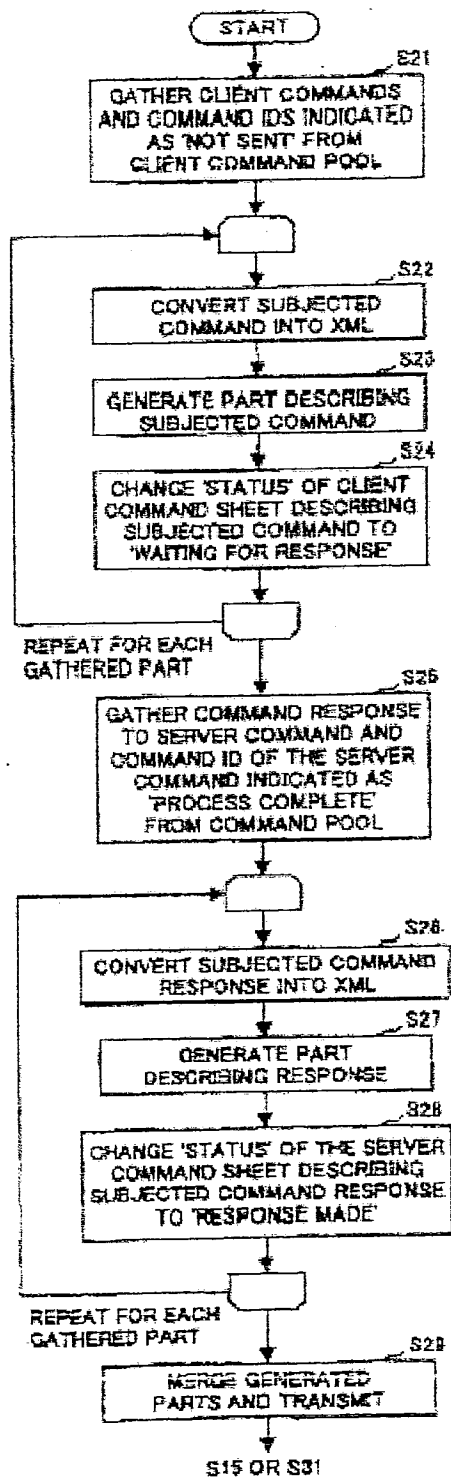 START
S21
GATHER CLIENT COMMANDS
AND COMMAND IDS INDICATED
AS 'NOT SENT' FROM
CLIENT COMMAND POOL
S22
CONVERT SUBJECTED
COMMAND INTO XML
S23
GENERATE PART DESCRIBING
SUBJECTED COMMAND
S24
CHANGE 'STATUS' OF CLIENT
COMMAND SHEET DESCRIBING
SUBJECTED COMMAND TO
'WAITING FOR RESPONSE'
REPEAT FOR EACH
GATHERED PART
S25
GATHER COMMAND RESPONSE
TO SERVER COMMAND AND
COMMAND ID OF THE SERVER
COMMAND INDICATED AS
'PROCESS COMPLETE'
FROM COMMAND POOL
S26
CONVERT SUBJECTED COMMAND
RESPONSE INTO XML
S27
GENERATE PART
DESCRIBING RESPONSE
S28
CHANGE 'STATUS' OF THE SERVER
COMMAND SHEET DESCRIBING
SUBJECTED COMMAND RESPONSE
TO 'RESPONSE MADE'
REPEAT FOR EACH
GATHERED PART
S29
MERGE GENERATED
PARTS AND TRANSMIT
S15 OR S31